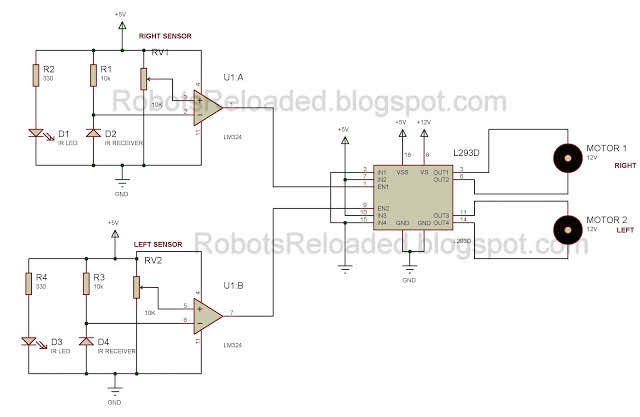 +5V
RIGHT SENSOR
R2
330
R1
10k
RV1
10K
U1:A
4
3
2
1
11
LM324
D1
IR LED
D2
IR RECEIVER
GND
RobotsReloaded.blogspot.com
+5V
+5V
+12V
L293D
16
8
VSS
VS
2
7
1
9
10
15
IN1
IN2
EN1
EN2
IN3
IN4
OUT1
OUT2
OUT3
OUT4
3
6
11
14
GND
GND
L293D
GND
MOTOR 1
12V
RIGHT
MOTOR 2
12V
LEFT
+5V
LEFT SENSOR
RobotsReloaded.blogspot.com
R4
330
R3
10k
RV2
10K
U1:B
4
5
6
7
11
LM324
D3
IR LED
D4
IR RECEIVER
GND